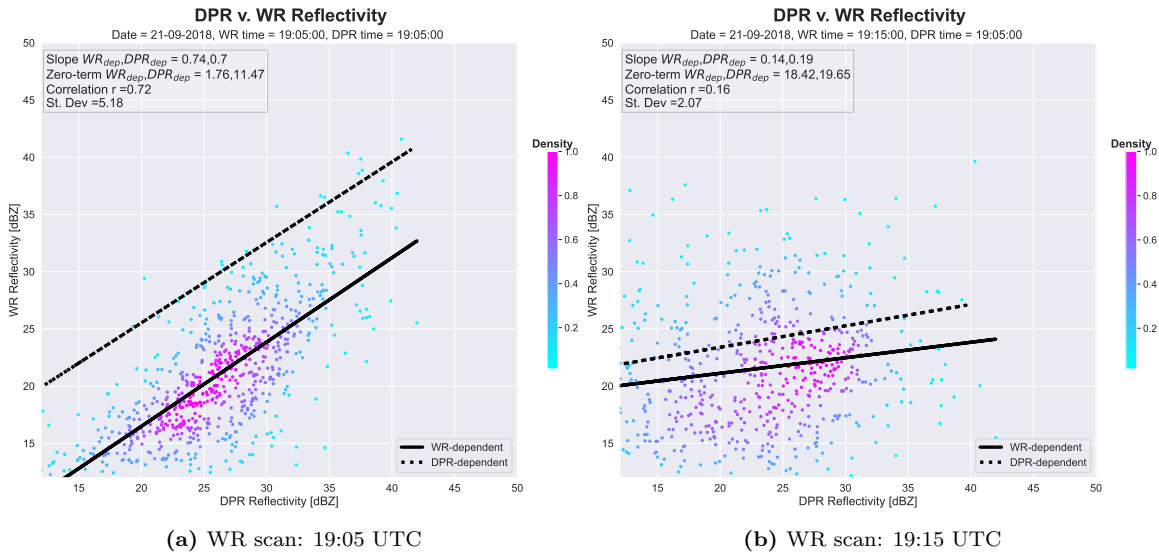 DPR v. WR Reflectivity
Date = 21-09-2018, WR time = 19:05:00, DPR time = 19:05:00
Slope WR_dep,DPR_dep = 0.74,0.7
Zero-term WR_dep,DPR_dep = 1.76,11.47
Correlation r =0.72
St. Dev =5.18
50
45
40
35
30
25
20
15
WR Reflectivity [dBZ]
15 20 25 30 35 40 45 50
DPR Reflectivity [dBZ]
WR-dependent
DPR-dependent
Density
1.0
0.8
0.6
0.4
0.2
(a) WR scan: 19:05 UTC
DPR v. WR Reflectivity
Date = 21-09-2018, WR time = 19:15:00, DPR time = 19:05:00
Slope WR_dep,DPR_dep = 0.14,0.19
Zero-term WR_dep,DPR_dep = 18.42,19.65
Correlation r =0.16
St. Dev =2.07
50
45
40
35
30
25
20
15
WR Reflectivity [dBZ]
15 20 25 30 35 40 45 50
DPR Reflectivity [dBZ]
WR-dependent
DPR-dependent
Density
1.0
0.8
0.6
0.4
0.2
(b) WR scan: 19:15 UTC